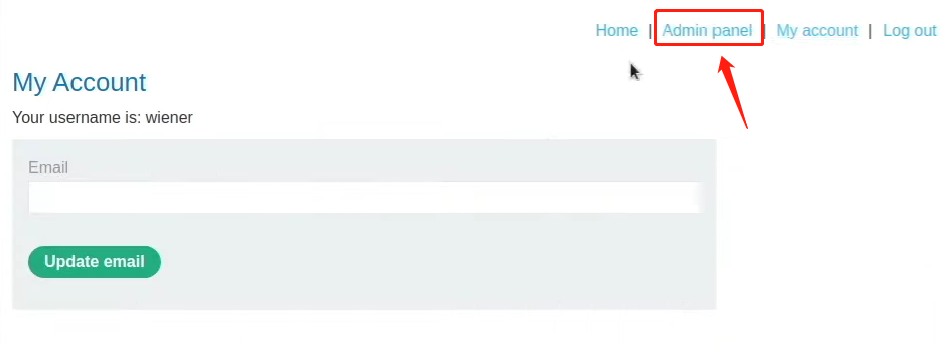 Home | Admin panel | My account | Log out
My Account
Your username is: wiener
Email
Update email